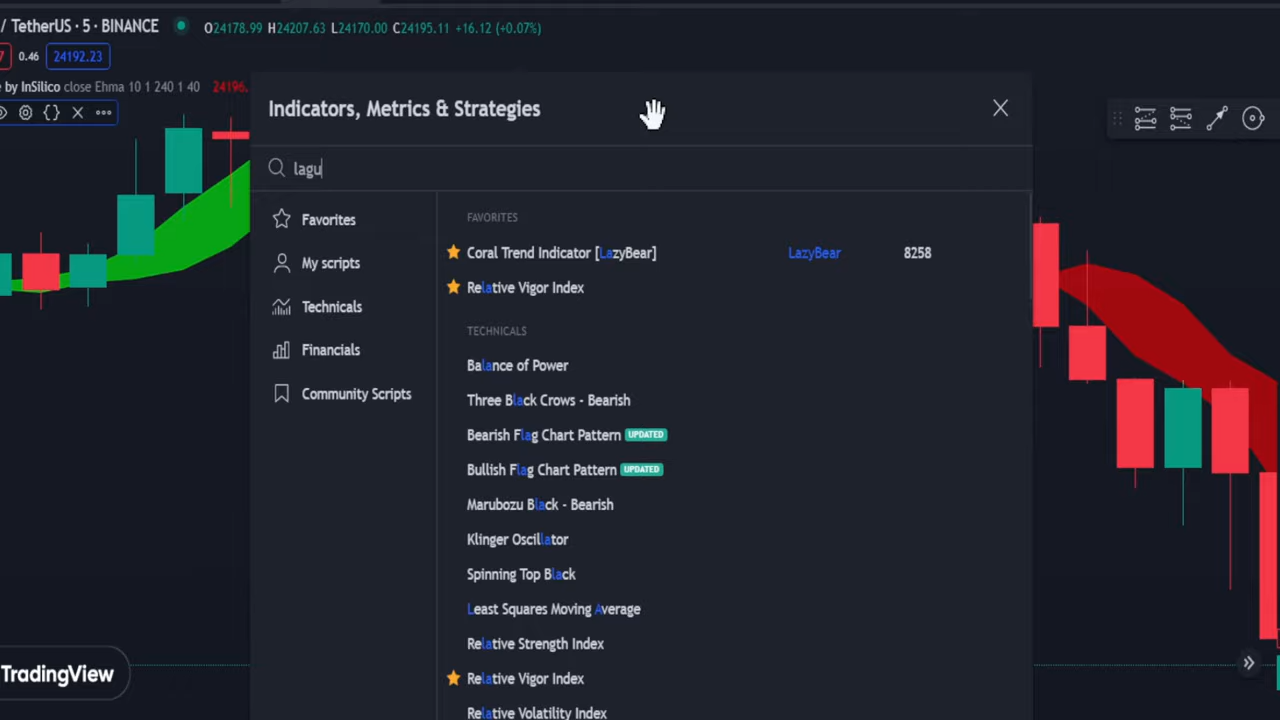 / TetherUS · 5 · BINANCE O24178.99 H24207.63 L24170.00 C24195.11 +16.12 (+0.07%)
7 0.46 24192.23
e by InSilico close Ehma 10 1 240 1 40 24196.
Indicators, Metrics & Strategies
lagu
Favorites
My scripts
Technicals
Financials
Community Scripts
FAVORITES
Coral Trend Indicator [LazyBear] LazyBear 8258
Relative Vigor Index
TECHNICALS
Balance of Power
Three Black Crows - Bearish
Bearish Flag Chart Pattern UPDATED
Bullish Flag Chart Pattern UPDATED
Marubozu Black - Bearish
Klinger Oscillator
Spinning Top Black
Least Squares Moving Average
Relative Strength Index
Relative Vigor Index
Relative Volatility Index
TradingView